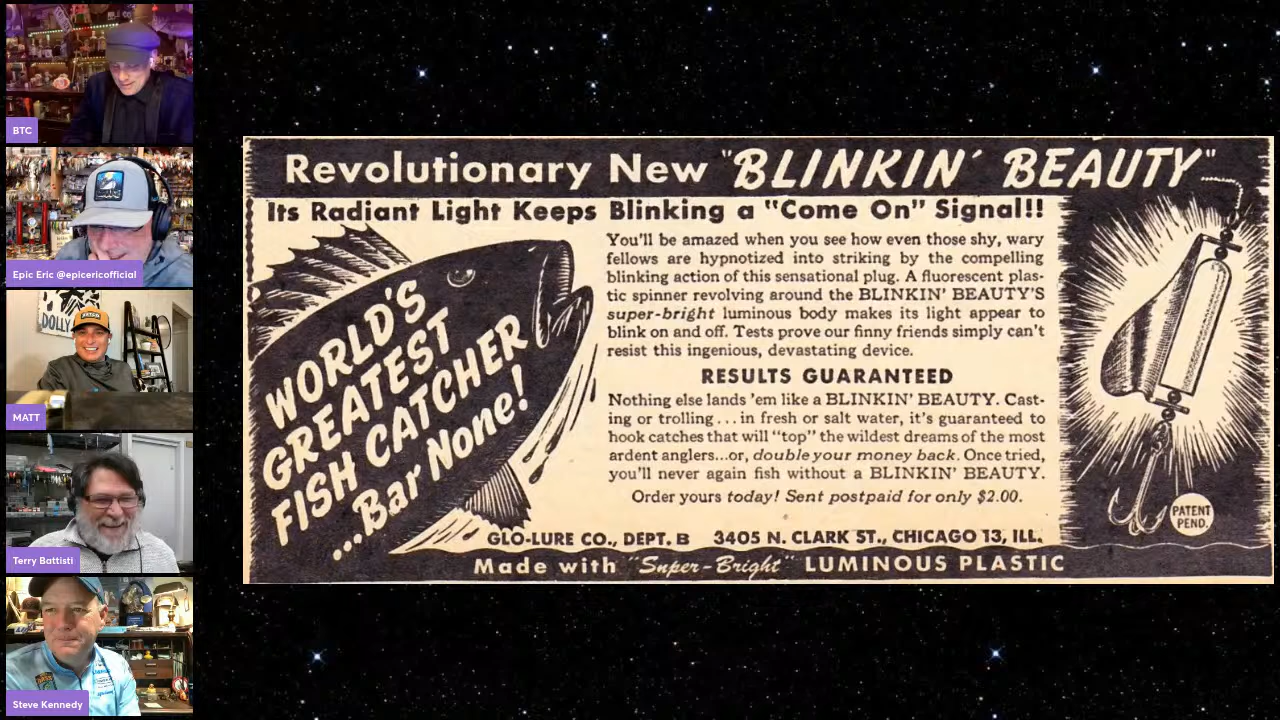 BTC
Epic Eric @epicericofficial
DOLLY
MATT
Terry Battisti
Steve Kennedy
Revolutionary New "BLINKIN' BEAUTY"
Its Radiant Light Keeps Blinking a "Come On" Signal!!
WORLD'S
GREATEST
FISH CATCHER
...Bar None!
You'll be amazed when you see how even those shy, wary
fellows are hypnotized into striking by the compelling
blinking action of this sensational plug. A fluorescent plas-
tic spinner revolving around the BLINKIN' BEAUTY'S
super-bright luminous body makes its light appear to
blink on and off. Tests prove our finny friends simply can't
resist this ingenious, devastating device.
RESULTS GUARANTEED
Nothing else lands 'em like a BLINKIN' BEAUTY. Cast-
ing or trolling...in fresh or salt water, it's guaranteed to
hook catches that will "top" the wildest dreams of the most
ardent anglers...or, double your money back. Once tried,
you'll never again fish without a BLINKIN' BEAUTY.
Order yours today! Sent postpaid for only $2.00.
GLO-LURE CO., DEPT. B 3405 N. CLARK ST., CHICAGO 13, ILL.
Made with "Super-Bright" LUMINOUS PLASTIC
PATENT
PEND.